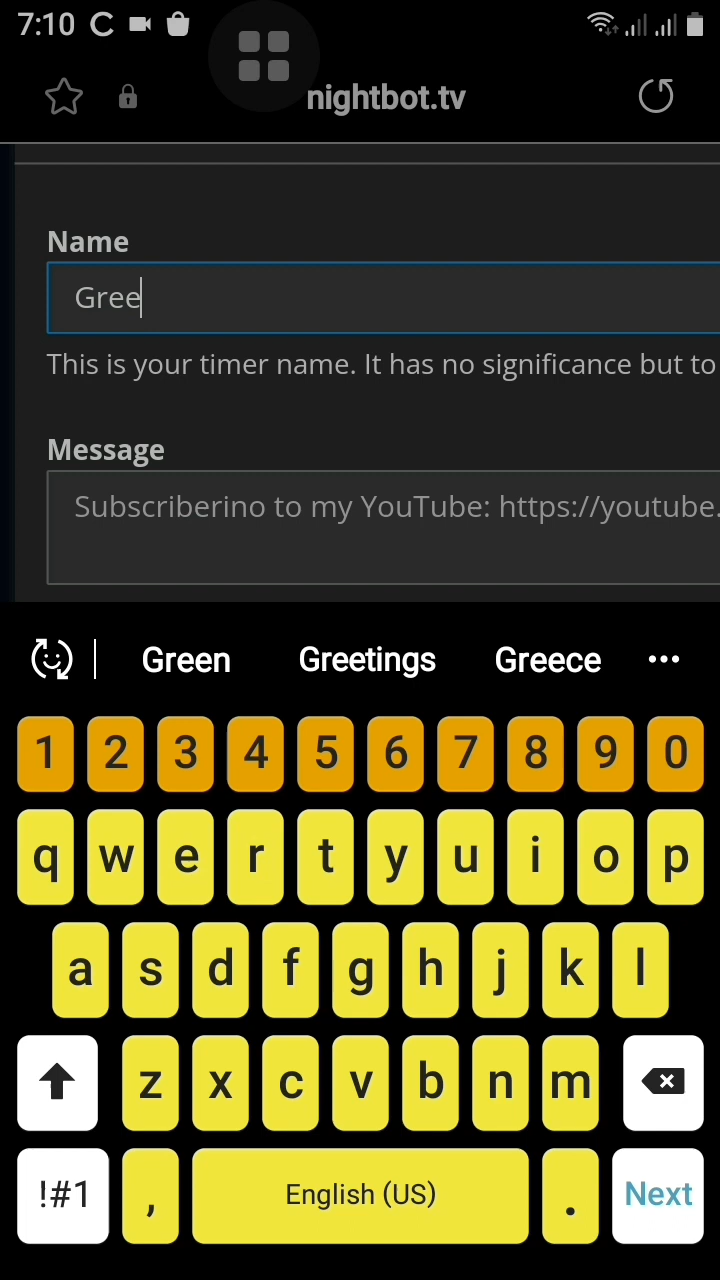 7:10
nightbot.tv
Name
Gree
This is your timer name. It has no significance but to
Message
Subscriberino to my YouTube: https://youtube.
Green Greetings Greece
1 2 3 4 5 6 7 8 9 0
q w e r t y u i o p
a s d f g h j k l
z x c v b n m
!#1 , English (US) . Next